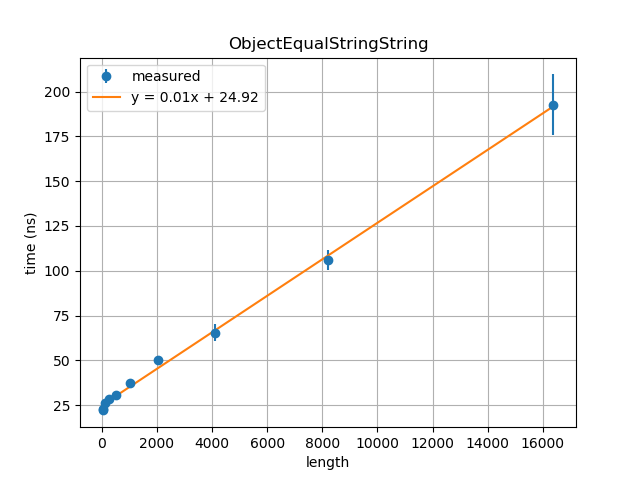 ObjectEqualStringString
measured
y = 0.01x + 24.92
200
175
150
125
100
75
50
25
time (ns)
0 2000 4000 6000 8000 10000 12000 14000 16000
length